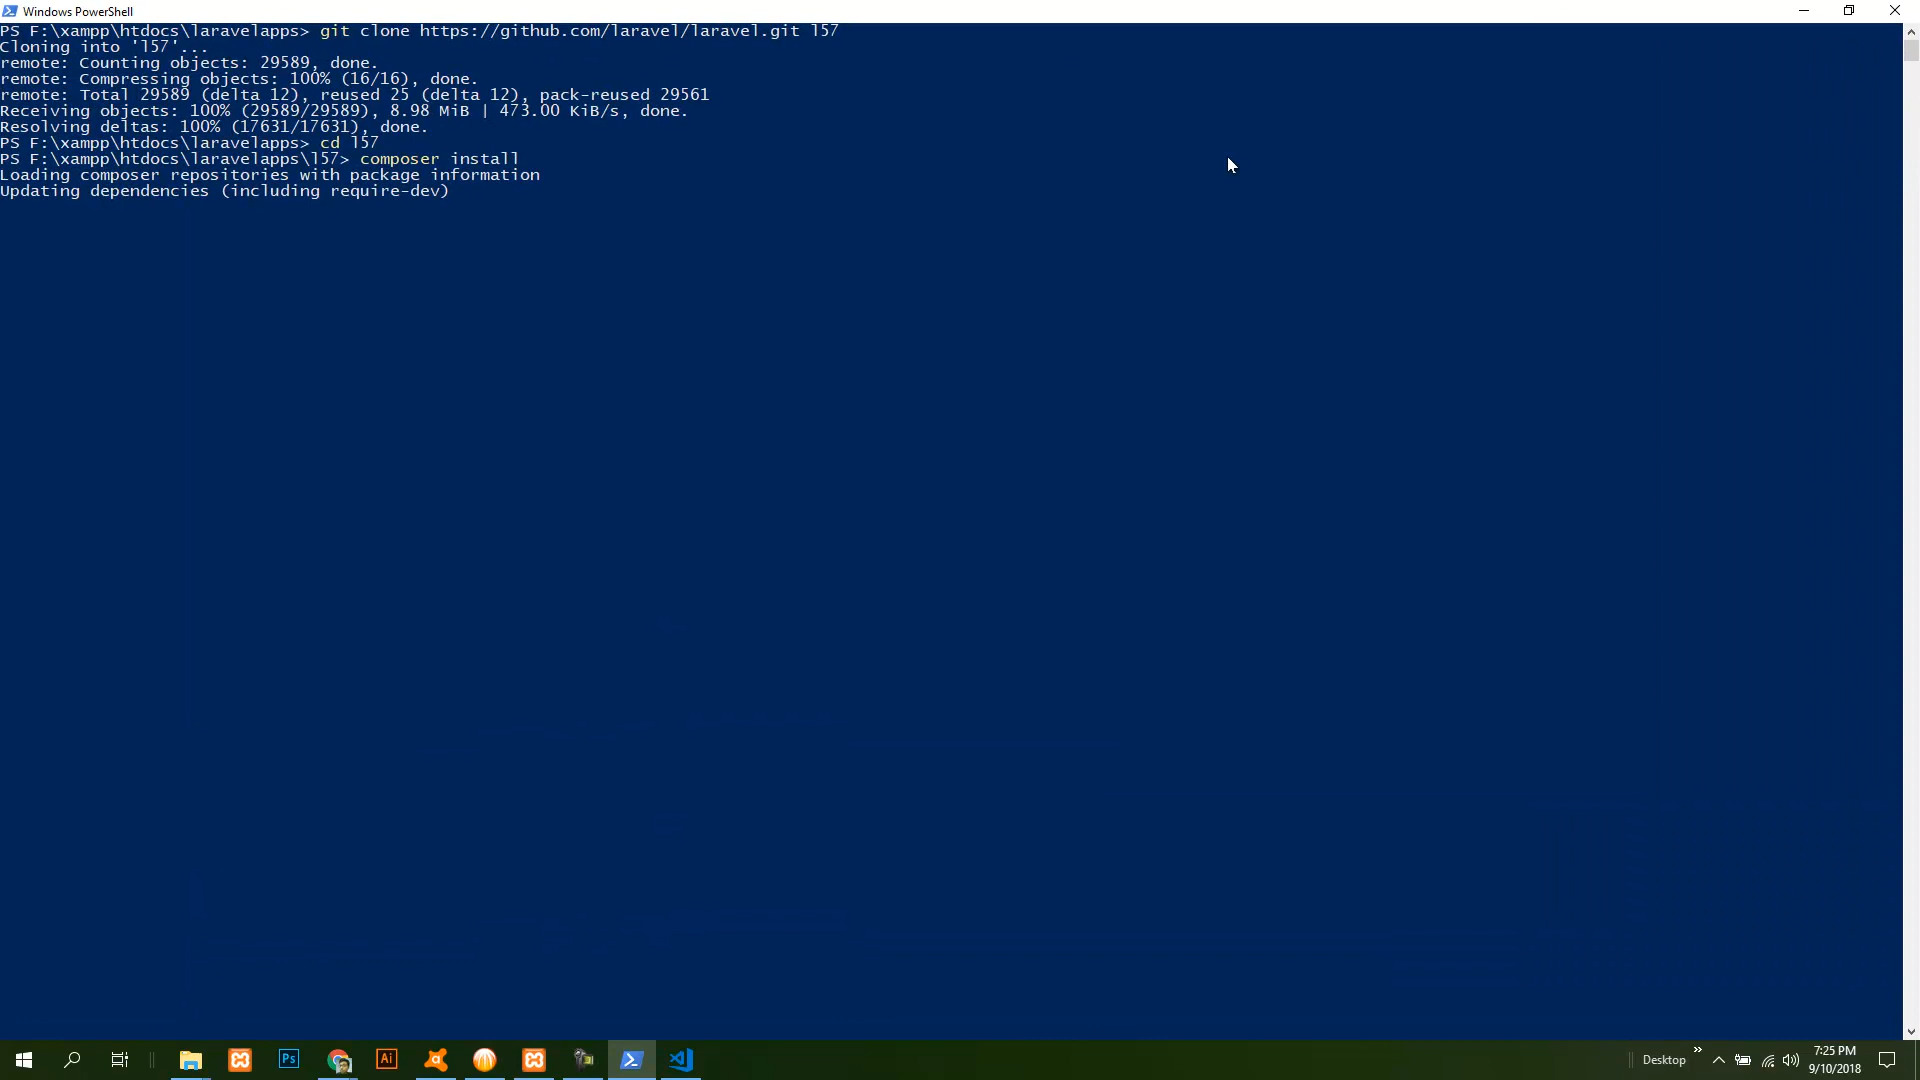 Windows PowerShell
PS F:\xampp\htdocs\laravelapps> git clone https://github.com/laravel/laravel.git l57
Cloning into 'l57'...
remote: Counting objects: 29589, done.
remote: Compressing objects: 100% (16/16), done.
remote: Total 29589 (delta 12), reused 25 (delta 12), pack-reused 29561
Receiving objects: 100% (29589/29589), 8.98 MiB | 473.00 KiB/s, done.
Resolving deltas: 100% (17631/17631), done.
PS F:\xampp\htdocs\laravelapps> cd l57
PS F:\xampp\htdocs\laravelapps\l57> composer install
Loading composer repositories with package information
Updating dependencies (including require-dev)
Ps
Ai
Desktop
7:25 PM
9/10/2018